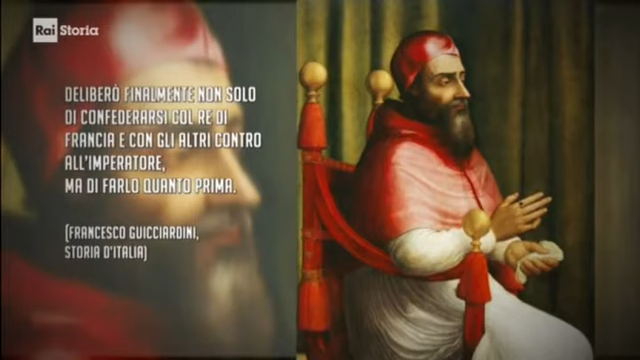 Rai Storia
DELIBERÒ FINALMENTE NON SOLO
DI CONFEDERARSI COL RE DI
FRANCIA E CON GLI ALTRI CONTRO
ALL'IMPERATORE,
MA DI FARLO QUANTO PRIMA.
(FRANCESCO GUICCIARDINI,
STORIA D'ITALIA)